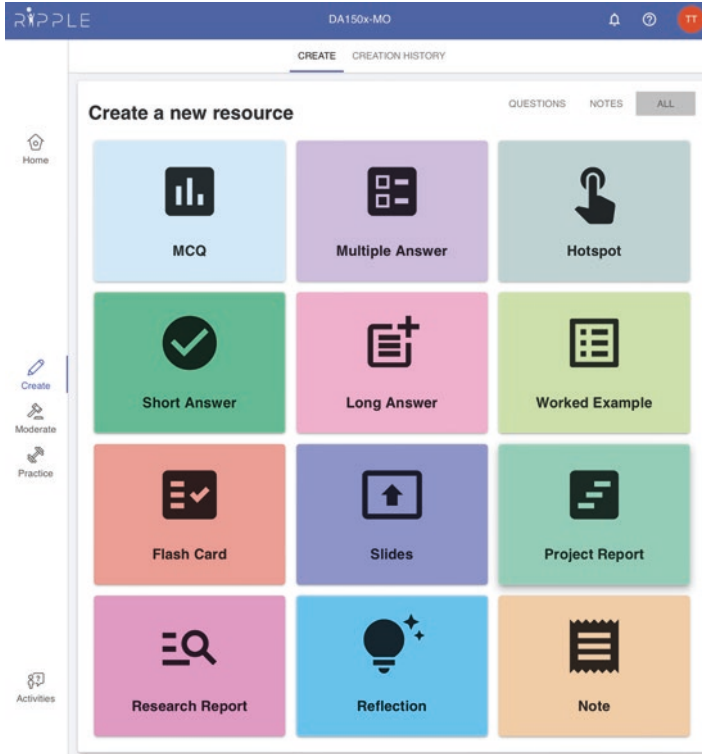 RIPPLE
DA150x-MO
TT
CREATE CREATION HISTORY
Create a new resource
QUESTIONS NOTES ALL
Home
MCQ
Multiple Answer
Hotspot
Create
Moderate
Practice
Short Answer
Long Answer
Worked Example
Flash Card
Slides
Project Report
Activities
Research Report
Reflection
Note